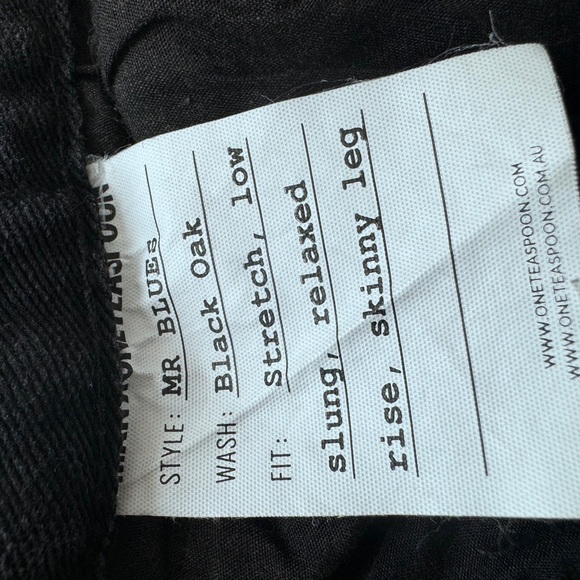 STYLE: MR BLUEs
WASH: Black Oak
FIT: stretch, low
slung, relaxed
rise, skinny leg
WWW.ONETEASPOON.COM
WWW.ONETEASPOON.COM.AU